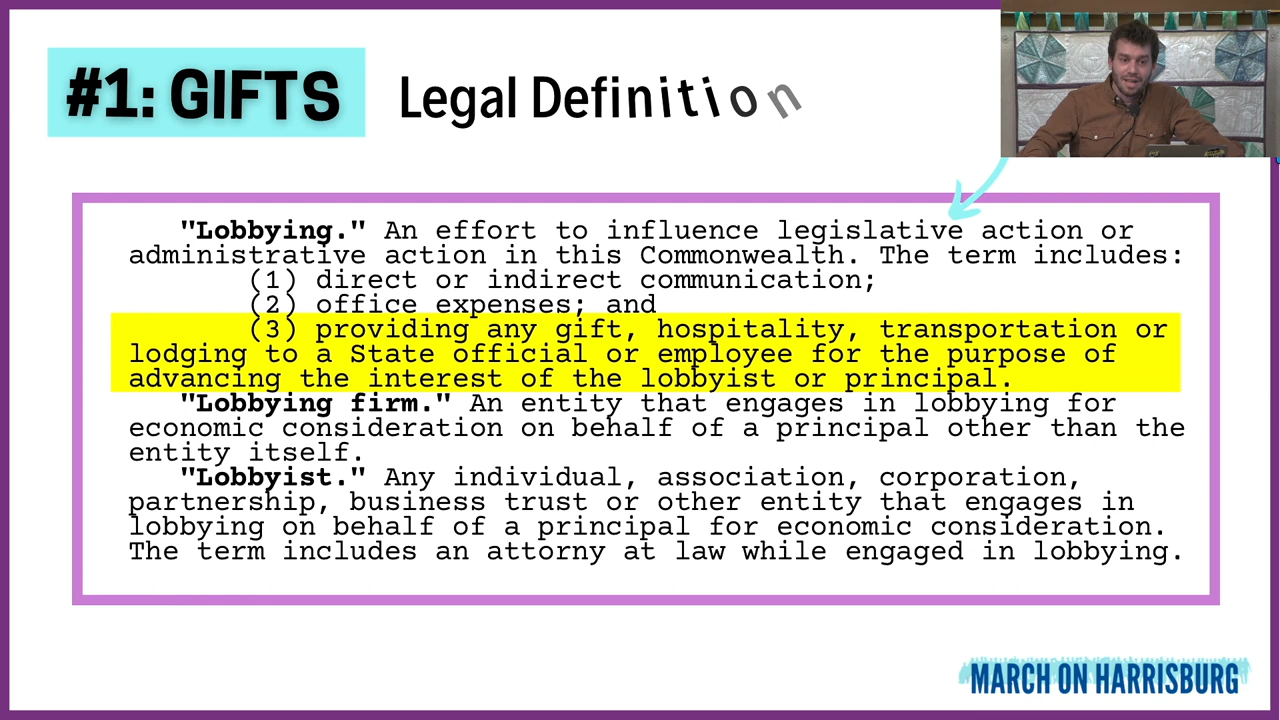 #1: GIFTS Legal Definition
"Lobbying." An effort to influence legislative action or
administrative action in this Commonwealth. The term includes:
(1) direct or indirect communication;
(2) office expenses; and
(3) providing any gift, hospitality, transportation or
lodging to a State official or employee for the purpose of
advancing the interest of the lobbyist or principal.
"Lobbying firm." An entity that engages in lobbying for
economic consideration on behalf of a principal other than the
entity itself.
"Lobbyist." Any individual, association, corporation,
partnership, business trust or other entity that engages in
lobbying on behalf of a principal for economic consideration.
The term includes an attorny at law while engaged in lobbying.
MARCH ON HARRISBURG